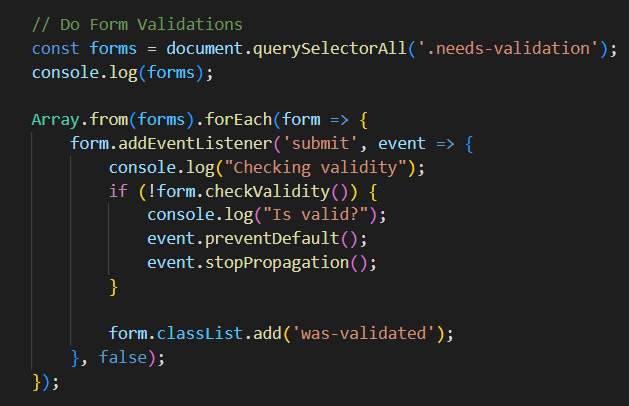 // Do Form Validations
const forms = document.querySelectorAll('.needs-validation');
console.log(forms);

Array.from(forms).forEach(form => {
    form.addEventListener('submit', event => {
        console.log("Checking validity");
        if (!form.checkValidity()) {
            console.log("Is valid?");
            event.preventDefault();
            event.stopPropagation();
        }

        form.classList.add('was-validated');
    }, false);
});